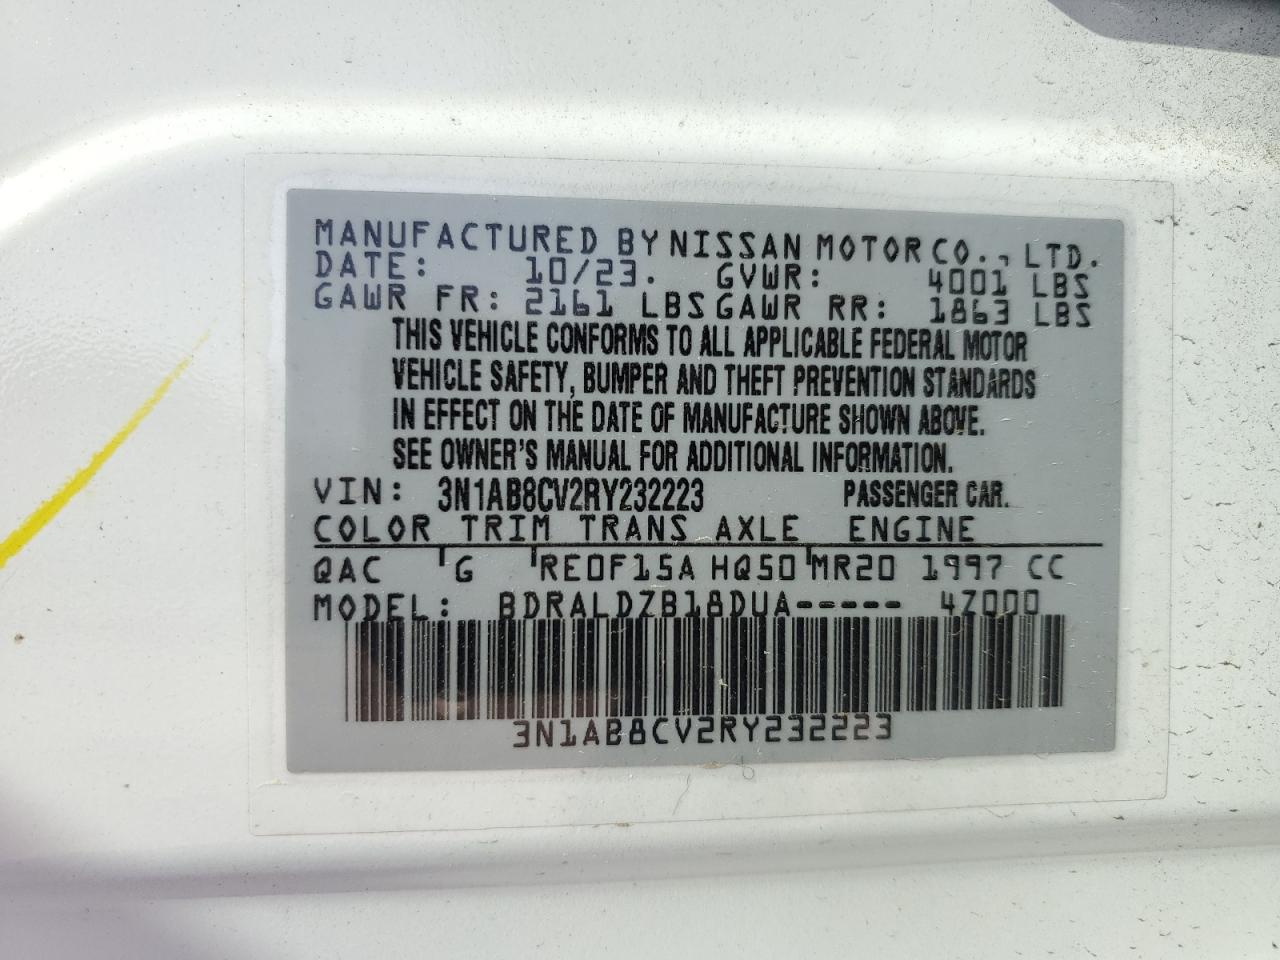 MANUFACTURED BY NISSAN MOTOR CO., LTD.
DATE: 10/23. GVWR: 4001 LBS
GAWR FR: 2161 LBS GAWR RR: 1863 LBS
THIS VEHICLE CONFORMS TO ALL APPLICABLE FEDERAL MOTOR
VEHICLE SAFETY, BUMPER AND THEFT PREVENTION STANDARDS
IN EFFECT ON THE DATE OF MANUFACTURE SHOWN ABOVE.
SEE OWNER'S MANUAL FOR ADDITIONAL INFORMATION.
VIN: 3N1AB8CV2RY232223 PASSENGER CAR.
COLOR TRIM TRANS AXLE ENGINE
QAC G RE0F15A HQ50 MR20 1997 CC
MODEL: BDRALDZB18DUA----- 4Z000
3N1AB8CV2RY232223